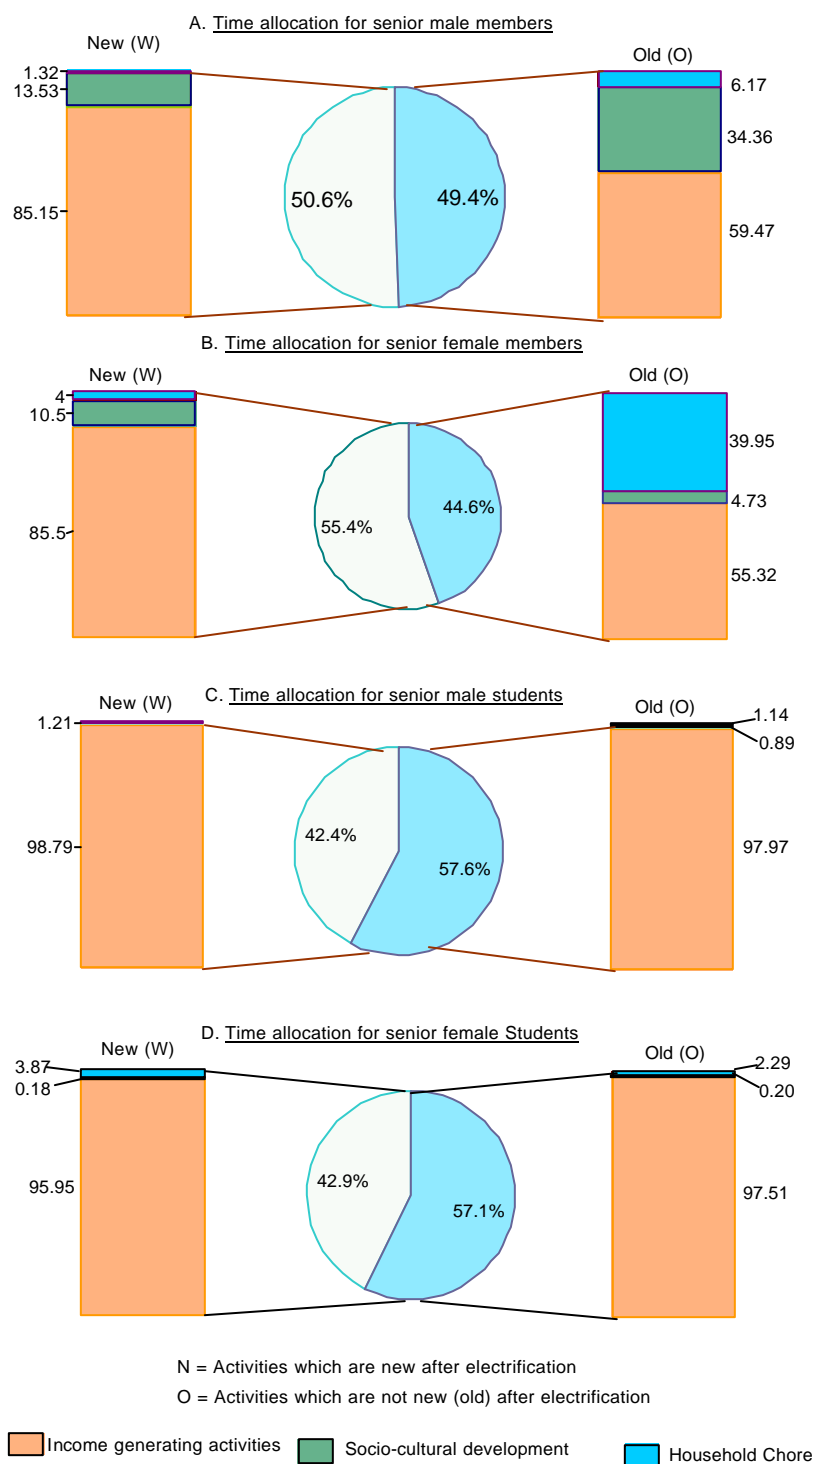 A. Time allocation for senior male members
New (W)
Old (O)
1.32
13.53
85.15
50.6%
49.4%
6.17
34.36
59.47
B. Time allocation for senior female members
New (W)
Old (O)
4
10.5
85.5
55.4%
44.6%
39.95
4.73
55.32
C. Time allocation for senior male students
New (W)
Old (O)
1.21
98.79
42.4%
57.6%
1.14
0.89
97.97
D. Time allocation for senior female Students
New (W)
Old (O)
3.87
0.18
95.95
42.9%
57.1%
2.29
0.20
97.51
N = Activities which are new after electrification
O = Activities which are not new (old) after electrification
Income generating activities
Socio-cultural development
Household Chore